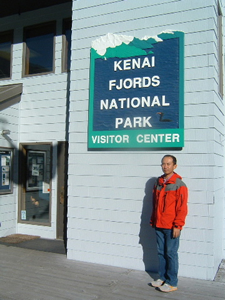 KENAI
FJORDS
NATIONAL
PARK
VISITOR CENTER